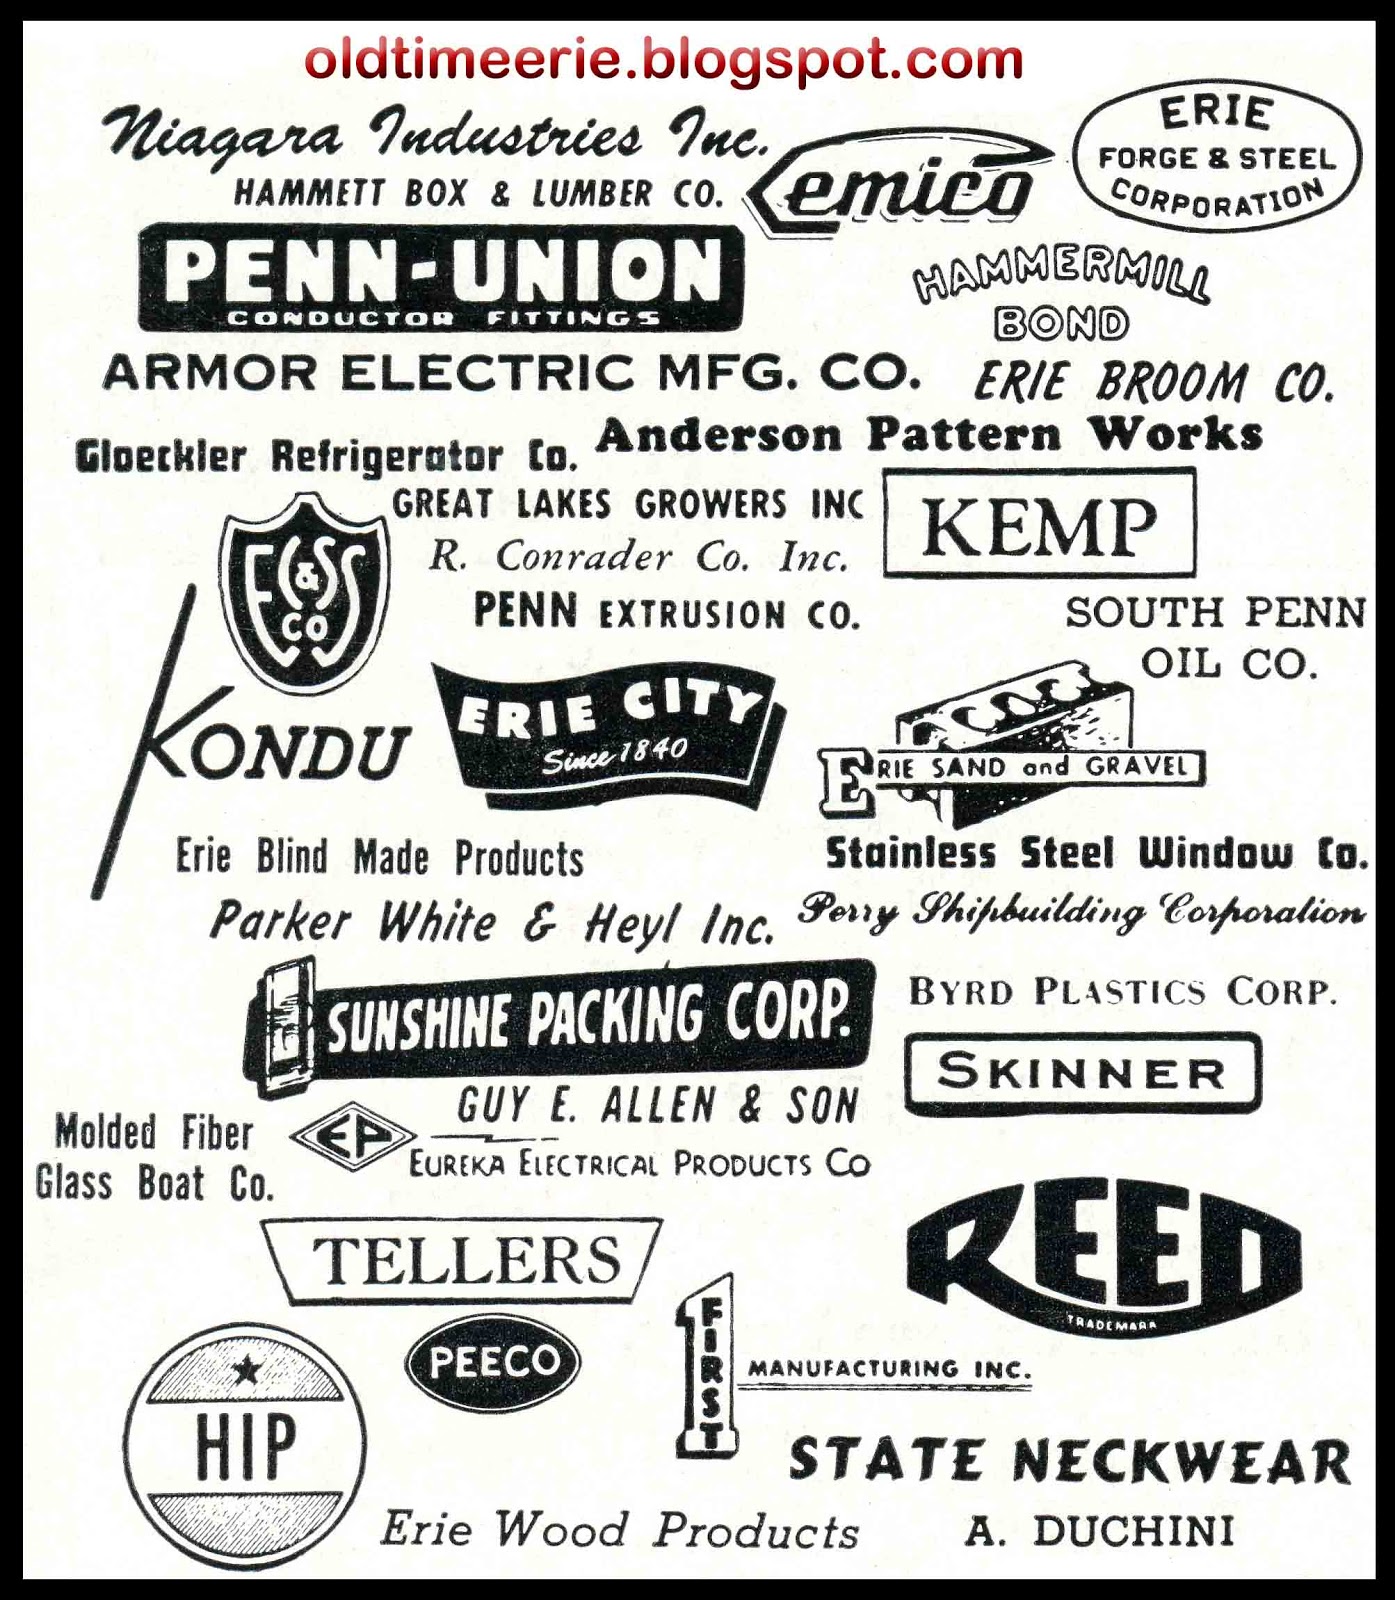 oldtimeerie.blogspot.com
Niagara Industries Inc.
HAMMETT BOX & LUMBER CO.
Cemico
ERIE
FORGE & STEEL
CORPORATION
PENN-UNION
CONDUCTOR FITTINGS
HAMMERMILL
BOND
ARMOR ELECTRIC MFG. CO.
ERIE BROOM CO.
Gloeckler Refrigerator Co.
Anderson Pattern Works
GREAT LAKES GROWERS INC
KEMP
R. Conrader Co. Inc.
E C&S S
CO
PENN EXTRUSION CO.
SOUTH PENN
OIL CO.
KONDU
ERIE CITY
Since 1840
ERIE SAND and GRAVEL
Erie Blind Made Products
Stainless Steel Window Co.
Parker White & Heyl Inc.
Perry Shipbuilding Corporation
SUNSHINE PACKING CORP.
BYRD PLASTICS CORP.
SKINNER
GUY E. ALLEN & SON
Molded Fiber
Glass Boat Co.
EP
EUREKA ELECTRICAL PRODUCTS CO
REED
TRADEMARK
TELLERS
PEECO
FIRST
MANUFACTURING INC.
HIP
STATE NECKWEAR
Erie Wood Products
A. DUCHINI